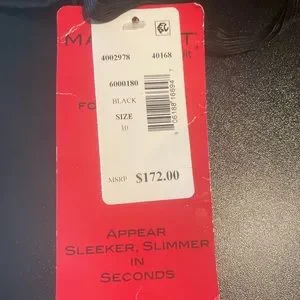 4002978 40168
6000180
BLACK
SIZE
10
MSRP $172.00
APPEAR
SLEEKER, SLIMMER
IN
SECONDS